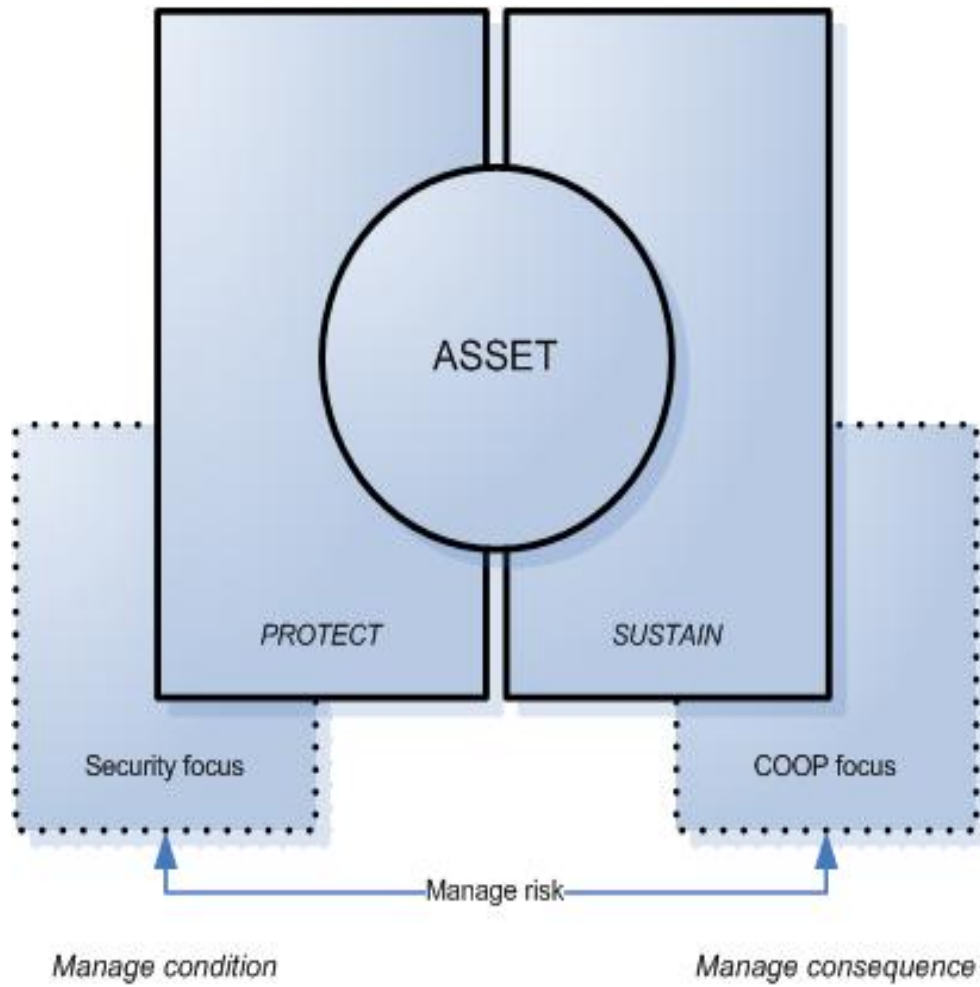 ASSET
PROTECT
SUSTAIN
Security focus
COOP focus
Manage risk
Manage condition
Manage consequence